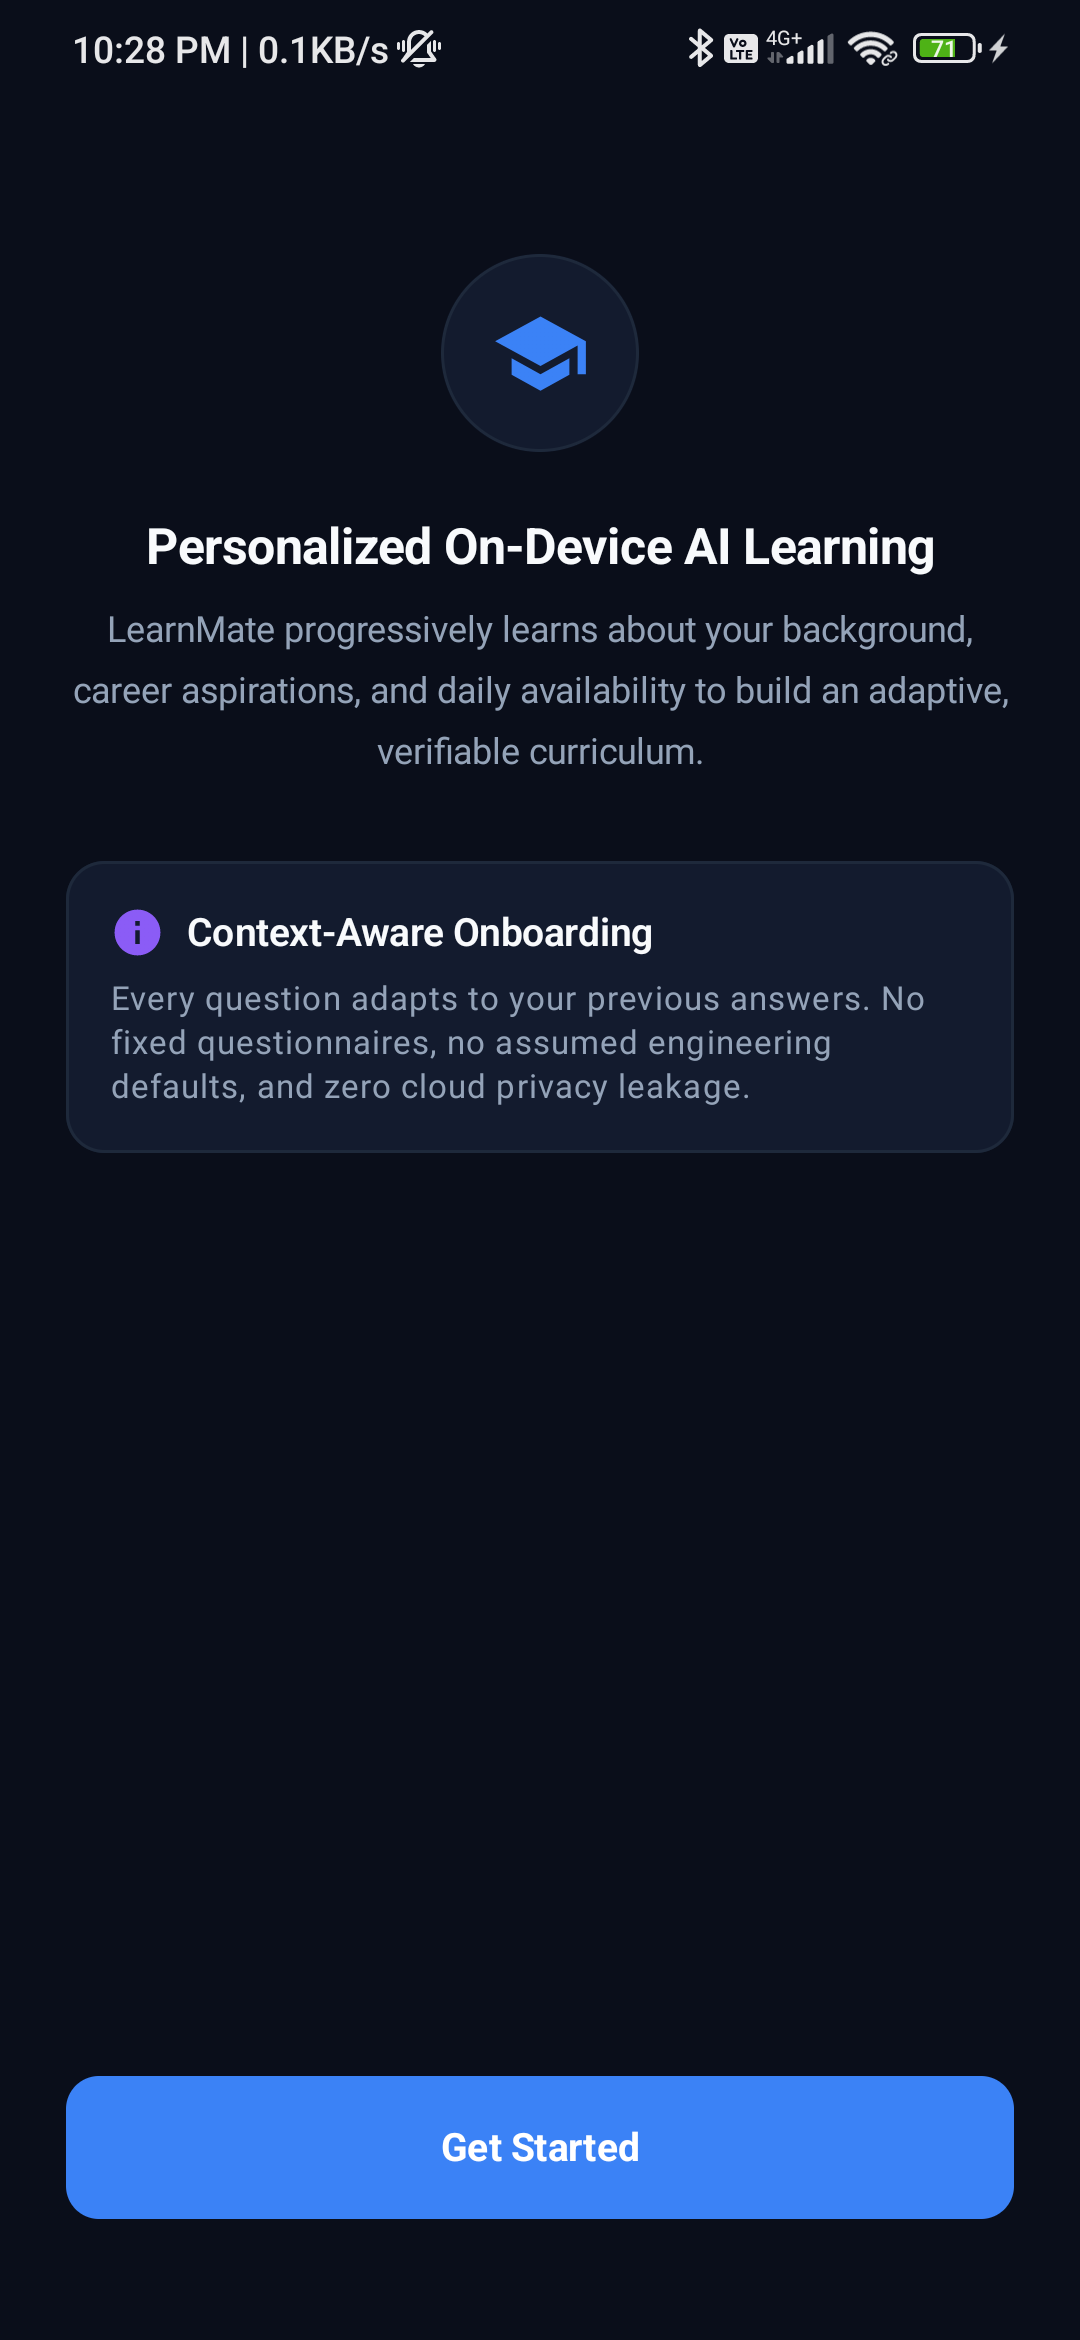 10:28 PM | 0.1KB/s
Vo LTE 4G+ 71
Personalized On-Device AI Learning
LearnMate progressively learns about your background,
career aspirations, and daily availability to build an adaptive,
verifiable curriculum.
Context-Aware Onboarding
Every question adapts to your previous answers. No
fixed questionnaires, no assumed engineering
defaults, and zero cloud privacy leakage.
Get Started